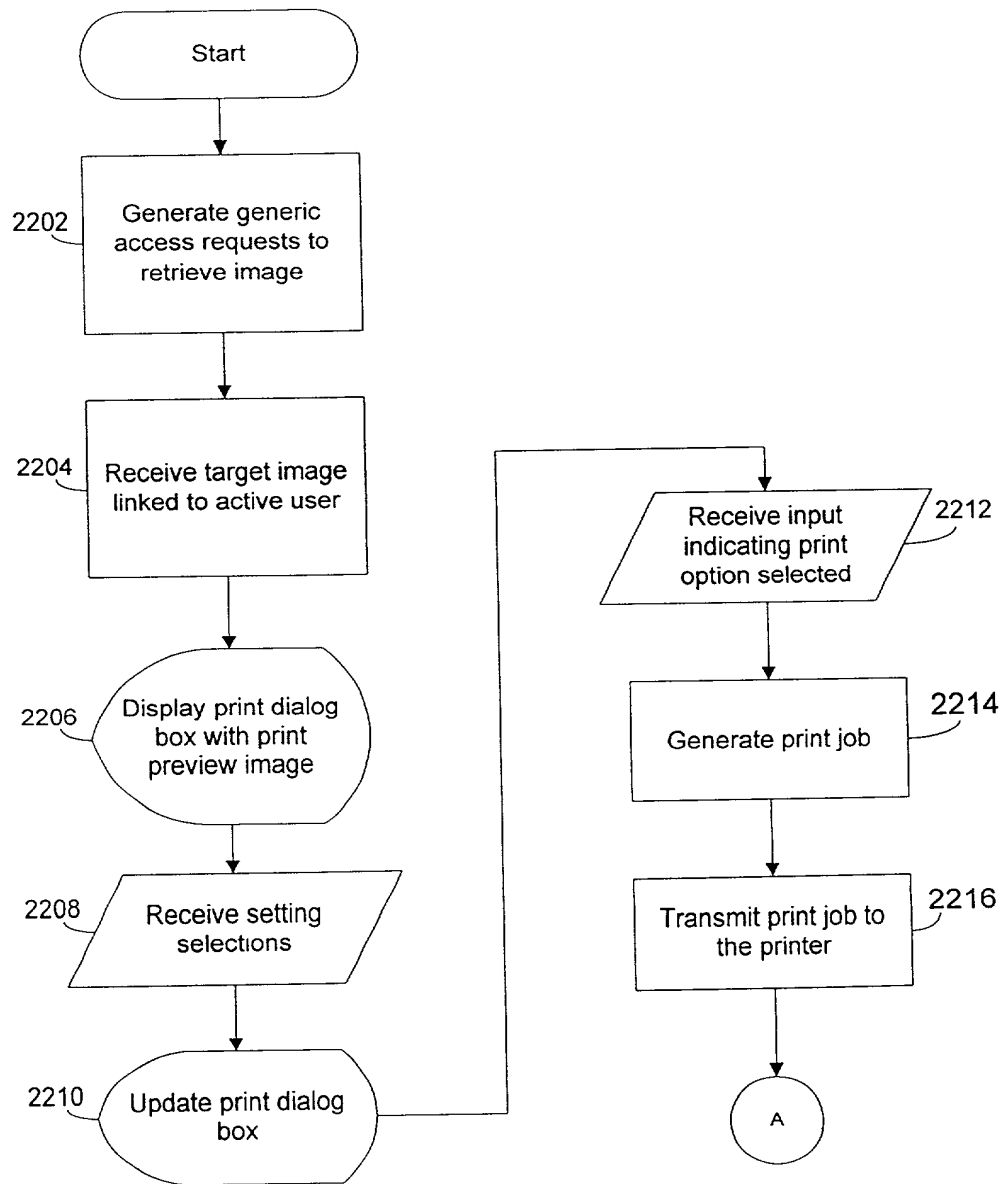 Start
2202
Generate generic
access requests to
retrieve image
2204
Receive target image
linked to active user
2206
Display print dialog
box with print
preview image
2208
Receive setting
selections
2210
Update print dialog
box
Receive input
indicating print
option selected
2212
Generate print job
2214
Transmit print job to
the printer
2216
A